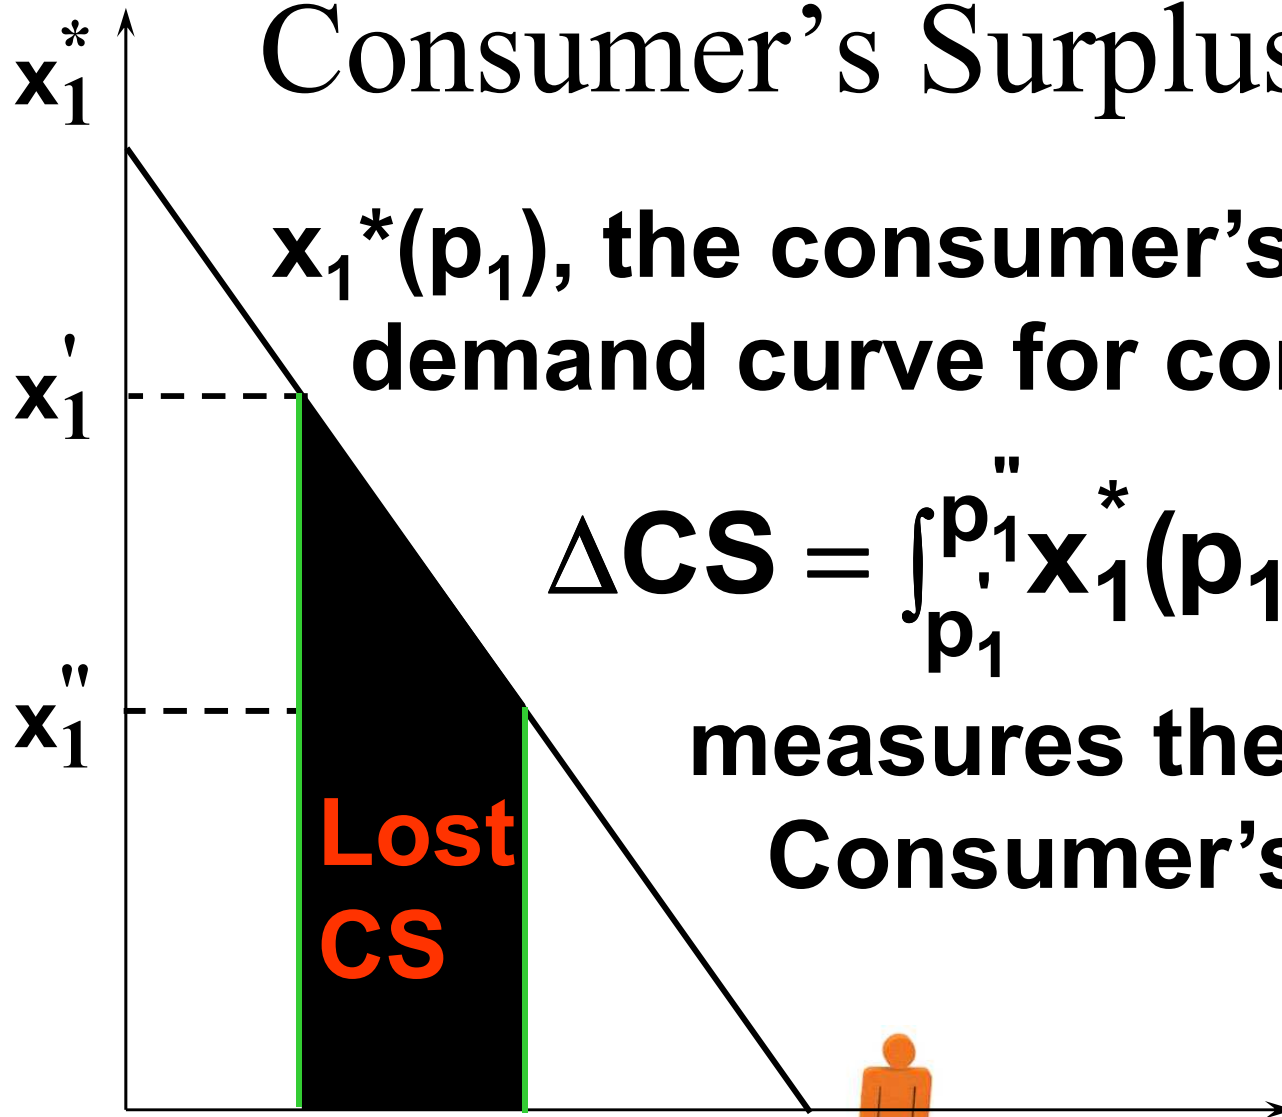 Consumer’s Surplus
x₁*
x₁*(p₁), the consumer’s
demand curve for
x₁'
ΔCS = ∫p₁'p₁" x₁*(p₁
x₁"
measures the
Consumer’s
Lost
CS